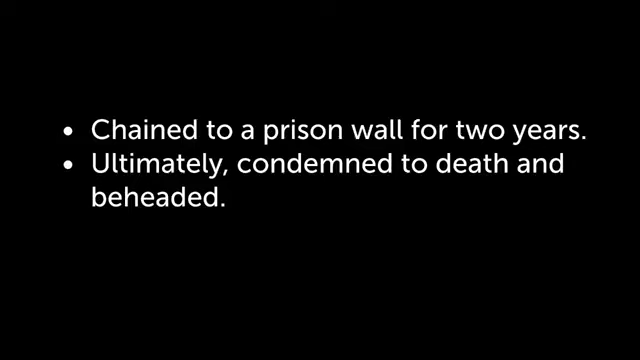 • Chained to a prison wall for two years.
• Ultimately, condemned to death and
beheaded.